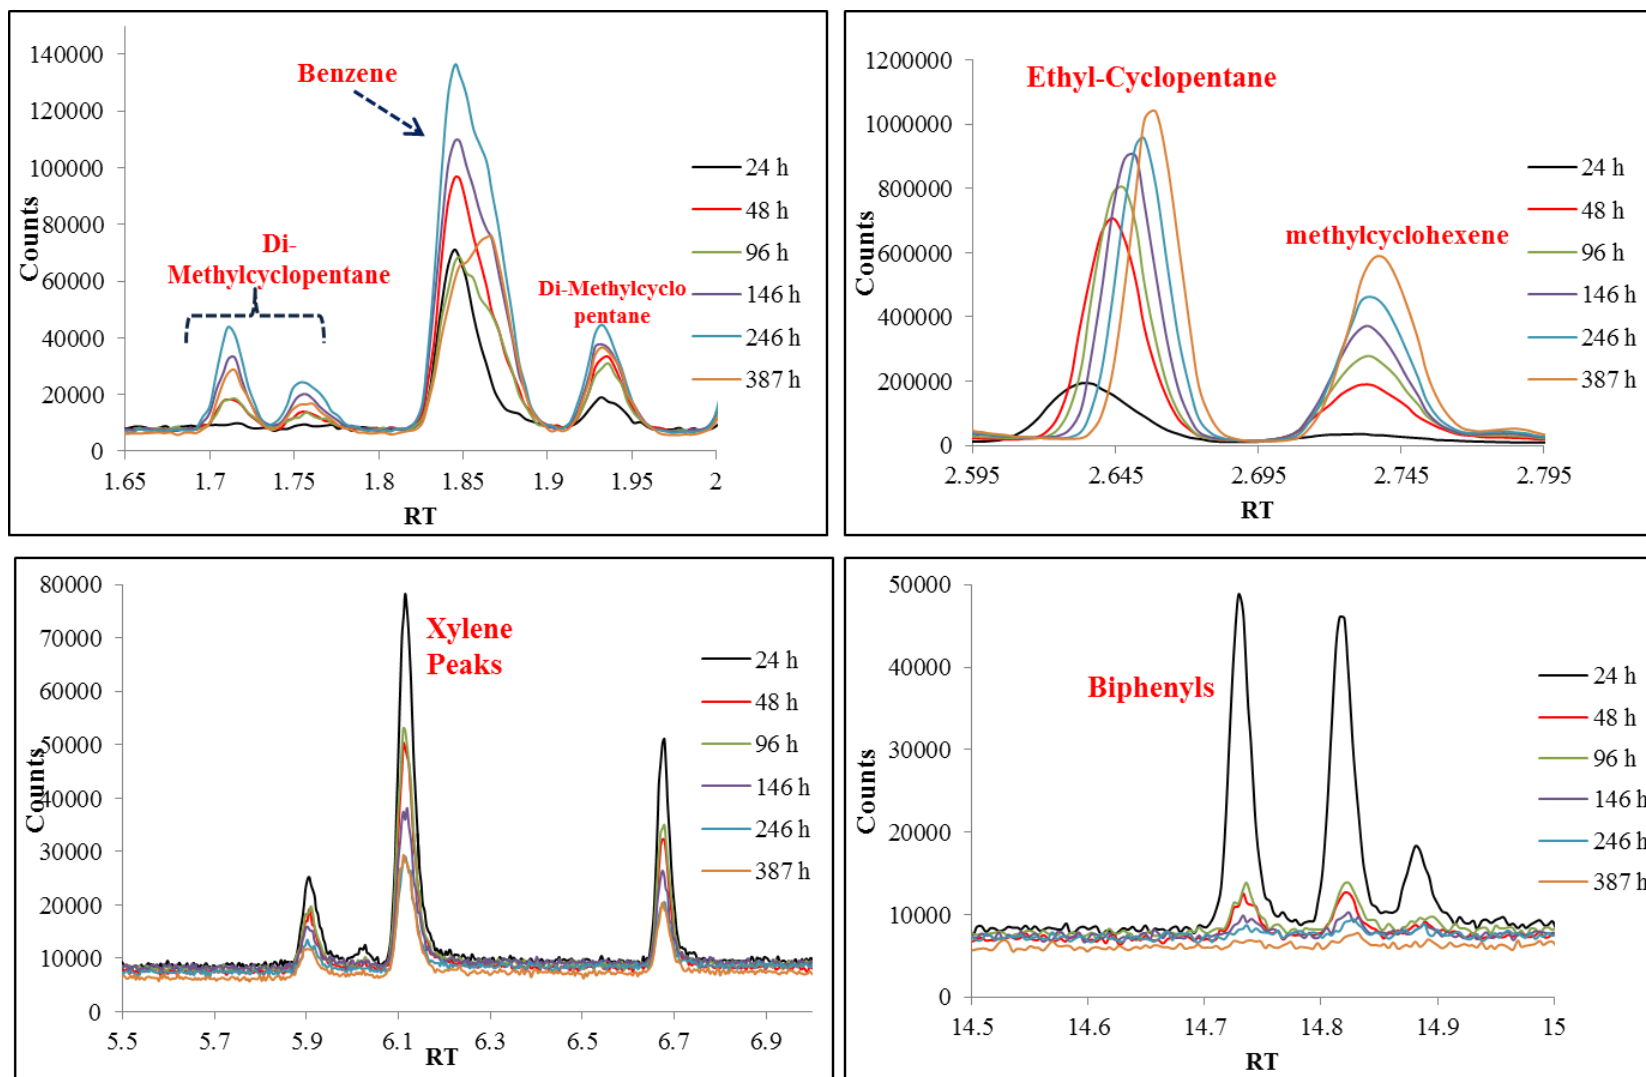 140000
120000
100000
80000
60000
40000
20000
0
Counts
1.65
1.7
1.75
1.8
1.85
1.9
1.95
2
RT
Benzene
Di-
Methylcyclopentane
Di-Methylcyclo
pentane
24 h
48 h
96 h
146 h
246 h
387 h
1200000
1000000
800000
600000
400000
200000
0
Counts
2.595
2.645
2.695
2.745
2.795
RT
Ethyl-Cyclopentane
methylcyclohexene
24 h
48 h
96 h
146 h
246 h
387 h
80000
70000
60000
50000
40000
30000
20000
10000
0
Counts
5.5
5.7
5.9
6.1
6.3
6.5
6.7
6.9
RT
Xylene
Peaks
24 h
48 h
96 h
146 h
246 h
387 h
50000
40000
30000
20000
10000
0
Counts
14.5
14.6
14.7
14.8
14.9
15
RT
Biphenyls
24 h
48 h
96 h
146 h
246 h
387 h